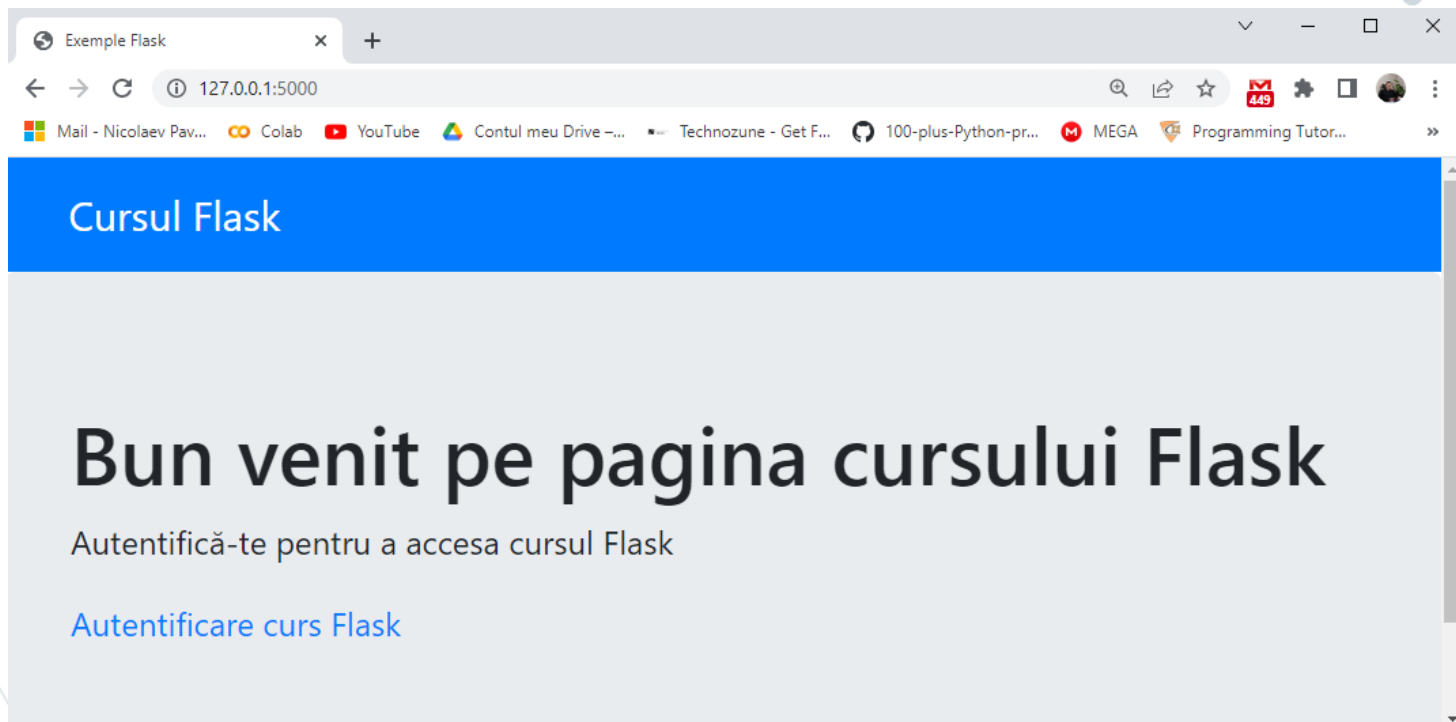 Exemple Flask
127.0.0.1:5000
449
Mail - Nicolaev Pav... Colab YouTube Contul meu Drive –... Technozune - Get F... 100-plus-Python-pr... MEGA Programming Tutor... »
Cursul Flask
Bun venit pe pagina cursului Flask
Autentifică-te pentru a accesa cursul Flask
Autentificare curs Flask